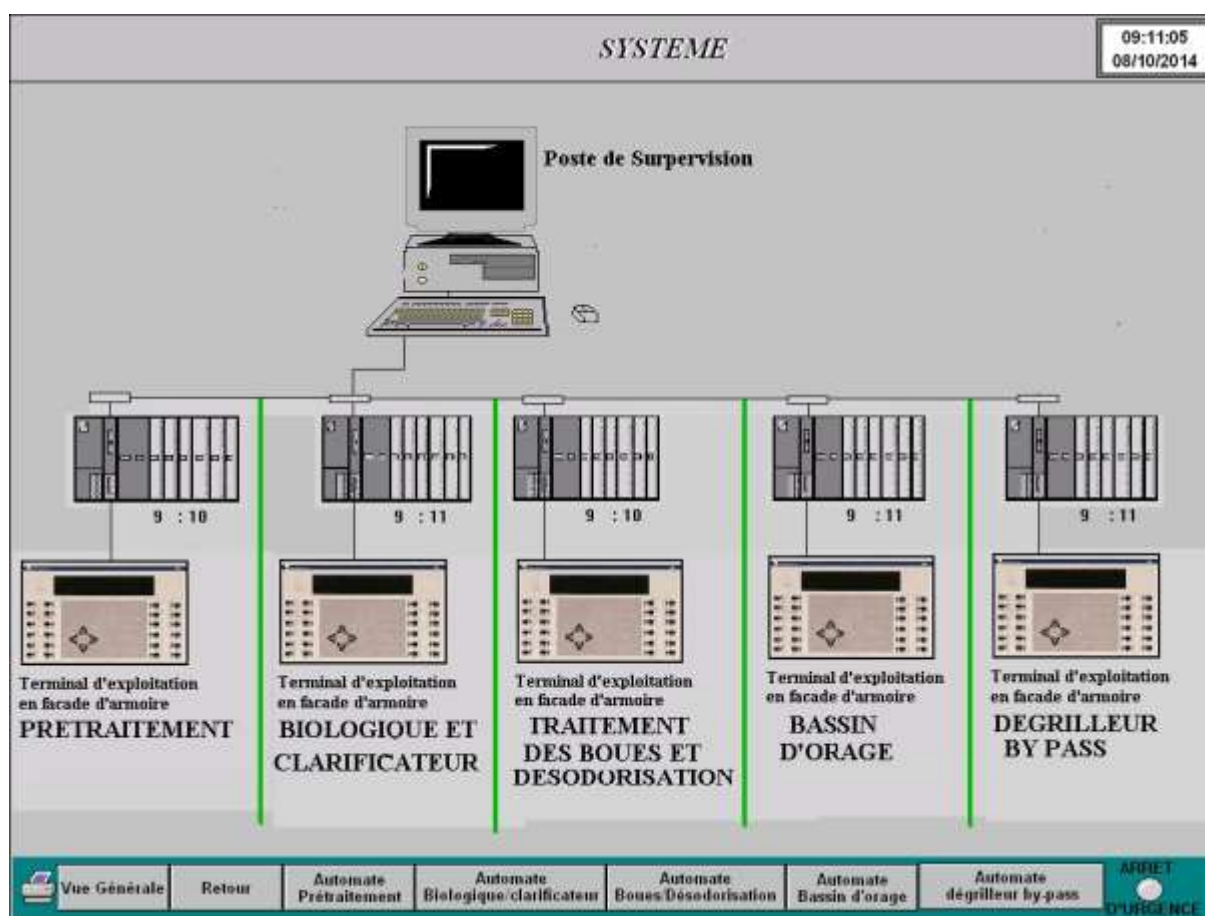 SYSTEME
09:11:05
08/10/2014
Poste de Surpervision
9 : 10
9 : 11
9 : 10
9 : 11
9 : 11
Terminal d'exploitation
en facade d'armoire
PRETRAITEMENT
Terminal d'exploitation
en facade d'armoire
BIOLOGIQUE ET
CLARIFICATEUR
Terminal d'exploitation
en facade d'armoire
TRAITEMENT
DES BOUES ET
DESODORISATION
Terminal d'exploitation
en facade d'armoire
BASSIN
D'ORAGE
Terminal d'exploitation
en facade d'armoire
DEGRILLEUR
BY PASS
Vue Générale
Retour
Automate
Prétraitement
Automate
Biologique/clarificateur
Automate
Boues/Désodorisation
Automate
Bassin d'orage
Automate
dégrilleur by-pass
ARRET
D'URGENCE